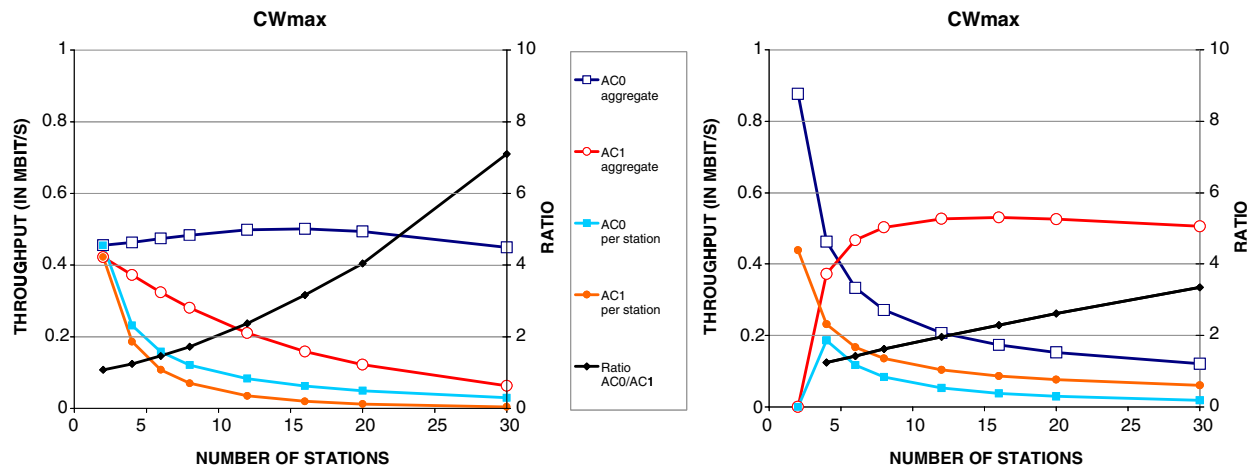 CWmax
THROUGHPUT (IN MBIT/S)
1
0.8
0.6
0.4
0.2
0
0
5
10
15
20
25
30
NUMBER OF STATIONS
10
8
6
4
2
0
RATIO
AC0
aggregate
AC1
aggregate
AC0
per station
AC1
per station
Ratio
AC0/AC1
CWmax
THROUGHPUT (IN MBIT/S)
1
0.8
0.6
0.4
0.2
0
0
5
10
15
20
25
30
NUMBER OF STATIONS
10
8
6
4
2
0
RATIO